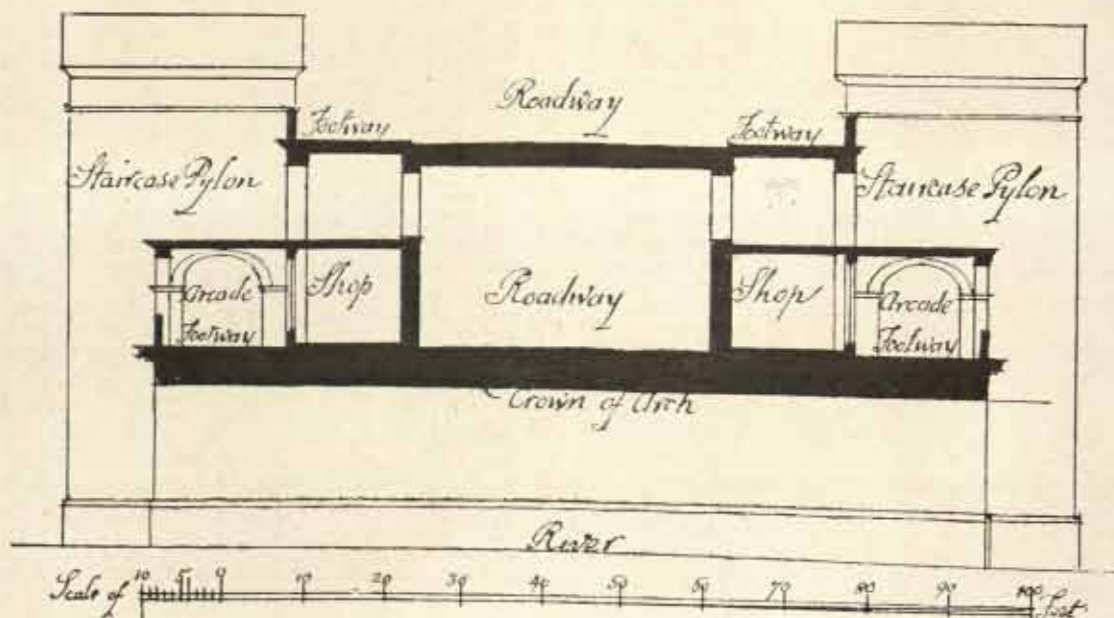 Roadway
Footway
Footway
Staircase Pylon
Staircase Pylon
Arcade
Footway
Shop
Roadway
Shop
Arcade
Footway
Crown of Arch
River
Scale of 10 5 0 10 20 30 40 50 60 70 80 90 100 Feet